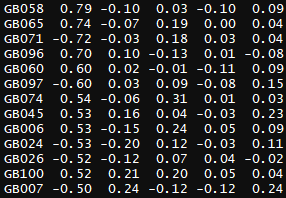 GB058 0.79 -0.10 0.03 -0.10 0.09
GB065 0.74 -0.07 0.19 0.00 0.04
GB071 -0.72 -0.03 0.18 0.03 0.04
GB096 0.70 0.10 -0.13 0.01 -0.08
GB060 0.60 0.02 -0.01 -0.11 0.09
GB097 -0.60 0.03 0.09 -0.08 0.15
GB074 0.54 -0.06 0.31 0.01 0.03
GB045 0.53 0.16 0.04 -0.03 0.23
GB006 0.53 -0.15 0.24 0.05 0.09
GB024 -0.53 -0.20 0.12 -0.03 0.11
GB026 -0.52 -0.12 0.07 0.04 -0.02
GB100 0.52 0.21 0.20 0.05 0.04
GB007 -0.50 0.24 -0.12 -0.12 0.24